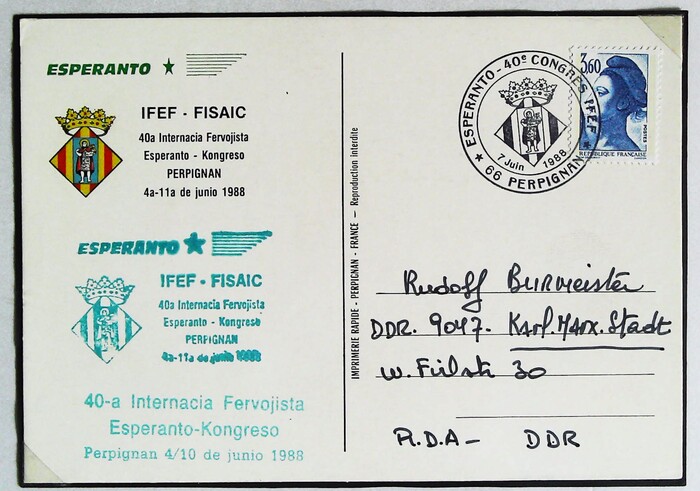 ESPERANTO
IFEF - FISAIC
40a Internacia Fervojista
Esperanto - Kongreso
PERPIGNAN
4a-11a de junio 1988
ESPERANTO
IFEF - FISAIC
40a Internacia Fervojista
Esperanto - Kongreso
PERPIGNAN
4a-11a de junio 1988
40-a Internacia Fervojista
Esperanto-Kongreso
Perpignan 4/10 de junio 1988
IMPRIMERIE RAPIDE - PERPIGNAN - FRANCE - Reproduction interdite
ESPERANTO - 40e CONGRES IFEF
7 Juin 1988
★ 66 PERPIGNAN ★
3,60
POSTES
REPUBLIQUE FRANÇAISE
Rudolf Burmeister
DDR. 9047. Karl.Marx.Stadt
30
R.D.A - DDR